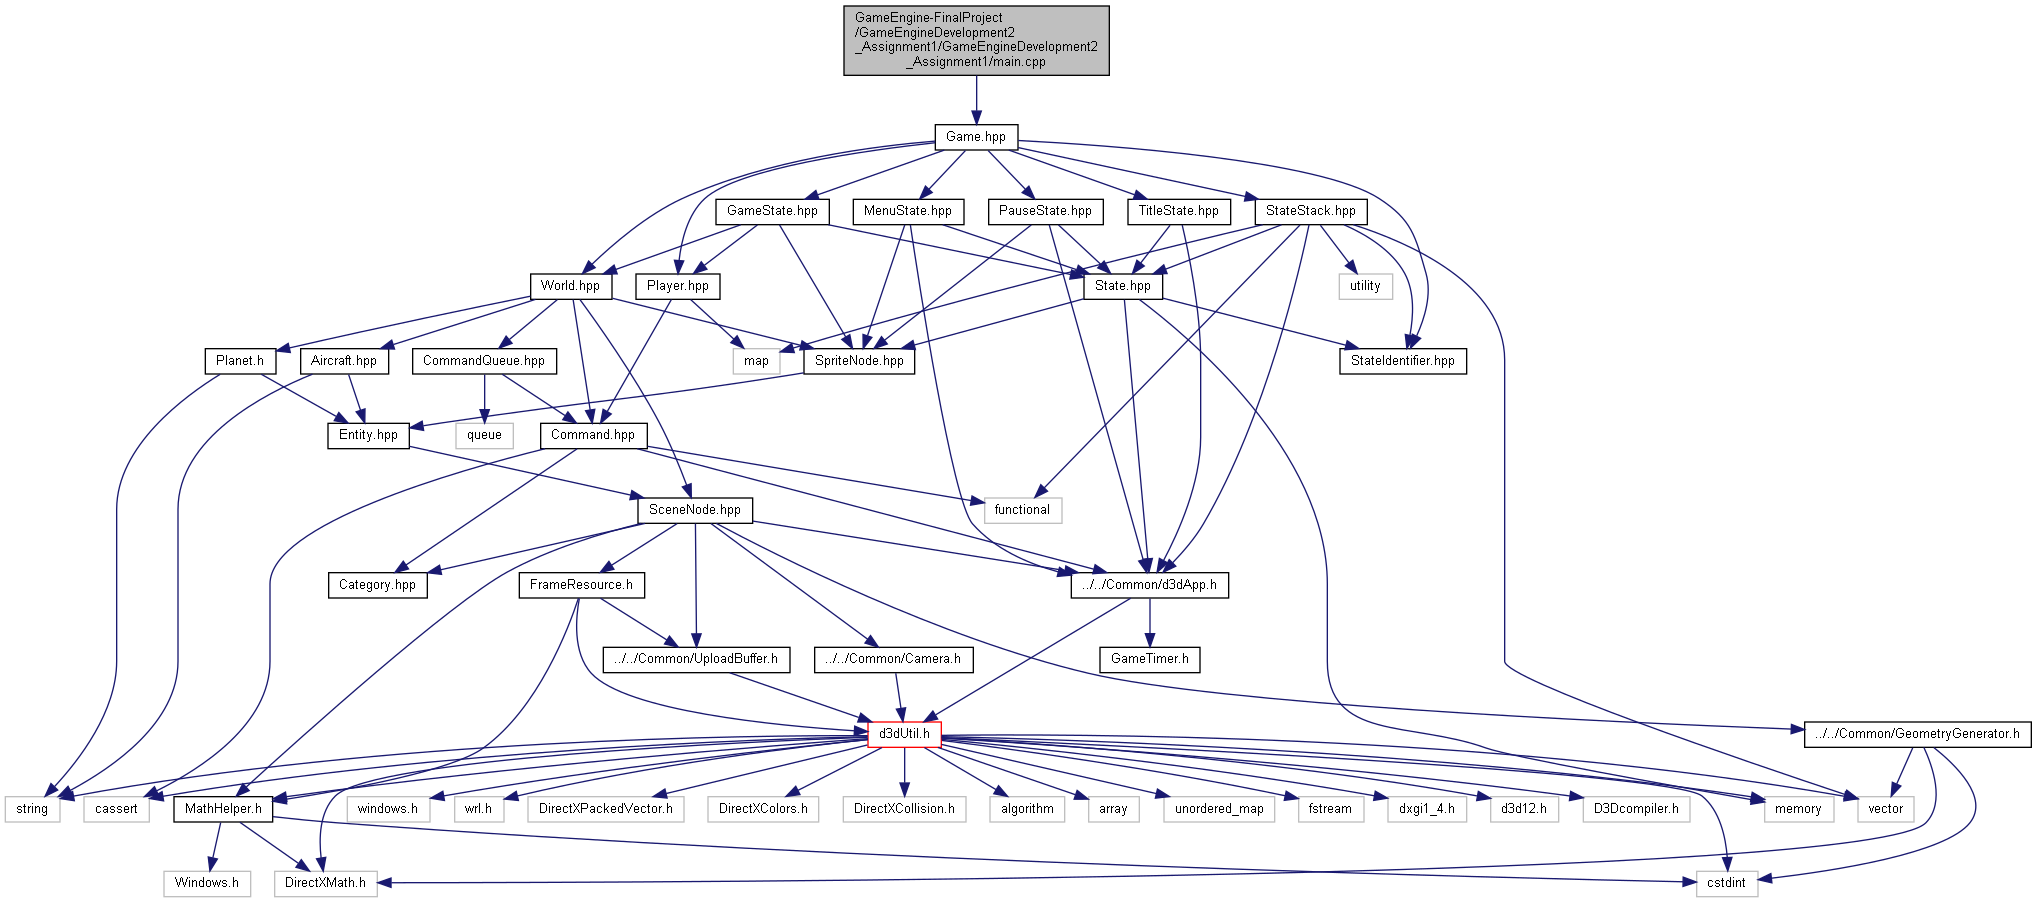 GameEngine-FinalProject
/GameEngineDevelopment2
_Assignment1/GameEngineDevelopment2
_Assignment1/main.cpp
Game.hpp
GameState.hpp
MenuState.hpp
PauseState.hpp
TitleState.hpp
StateStack.hpp
World.hpp
Player.hpp
State.hpp
utility
Planet.h
Aircraft.hpp
CommandQueue.hpp
map
SpriteNode.hpp
StateIdentifier.hpp
Entity.hpp
queue
Command.hpp
SceneNode.hpp
functional
Category.hpp
FrameResource.h
../../Common/d3dApp.h
../../Common/UploadBuffer.h
../../Common/Camera.h
GameTimer.h
d3dUtil.h
../../Common/GeometryGenerator.h
string
cassert
MathHelper.h
windows.h
wrl.h
DirectXPackedVector.h
DirectXColors.h
DirectXCollision.h
algorithm
array
unordered_map
fstream
dxgi1_4.h
d3d12.h
D3Dcompiler.h
memory
vector
Windows.h
DirectXMath.h
cstdint